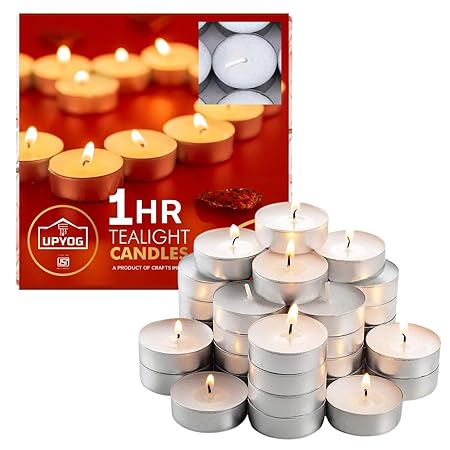 1HR
TEALIGHT
CANDLES
A PRODUCT OF CRAFTS IN
UPYOG